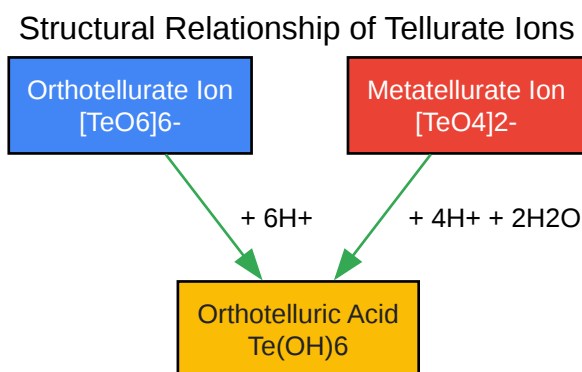 Structural Relationship of Tellurate Ions
Orthotellurate Ion
[TeO6]6-
Metatellurate Ion
[TeO4]2-
+ 6H+
+ 4H+ + 2H2O
Orthotelluric Acid
Te(OH)6